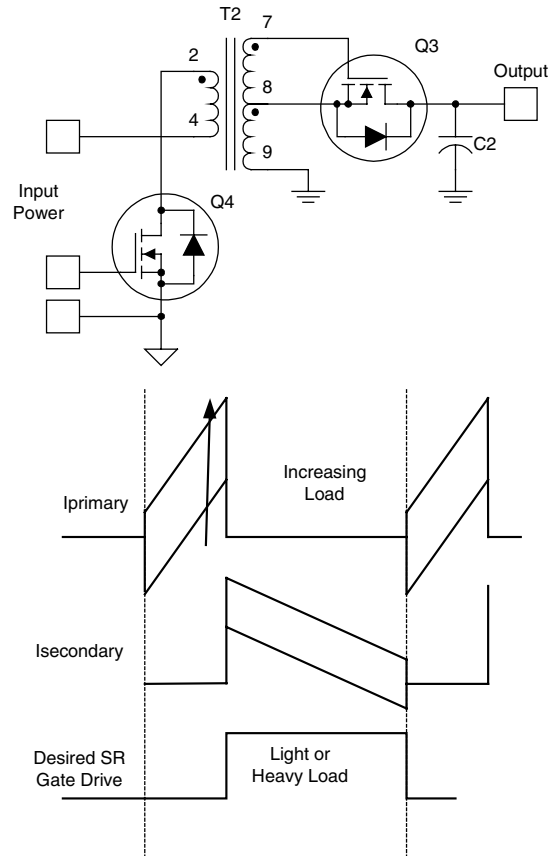 T2
7
Q3
2
8
Output
4
C2
9
Input
Power
Q4
Increasing
Load
Iprimary
Isecondary
Desired SR
Gate Drive
Light or
Heavy Load